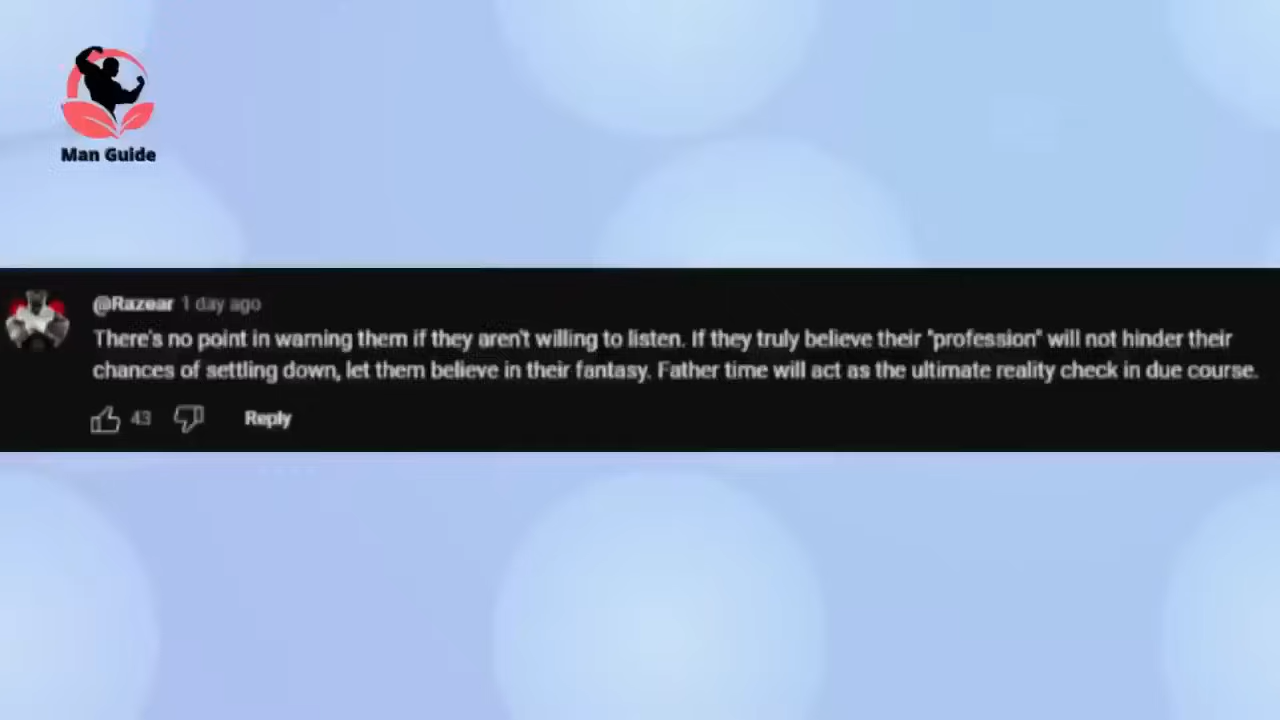 Man Guide
@Razear 1 day ago
There's no point in warning them if they aren't willing to listen. If they truly believe their "profession" will not hinder their
chances of settling down, let them believe in their fantasy. Father time will act as the ultimate reality check in due course.
43 Reply